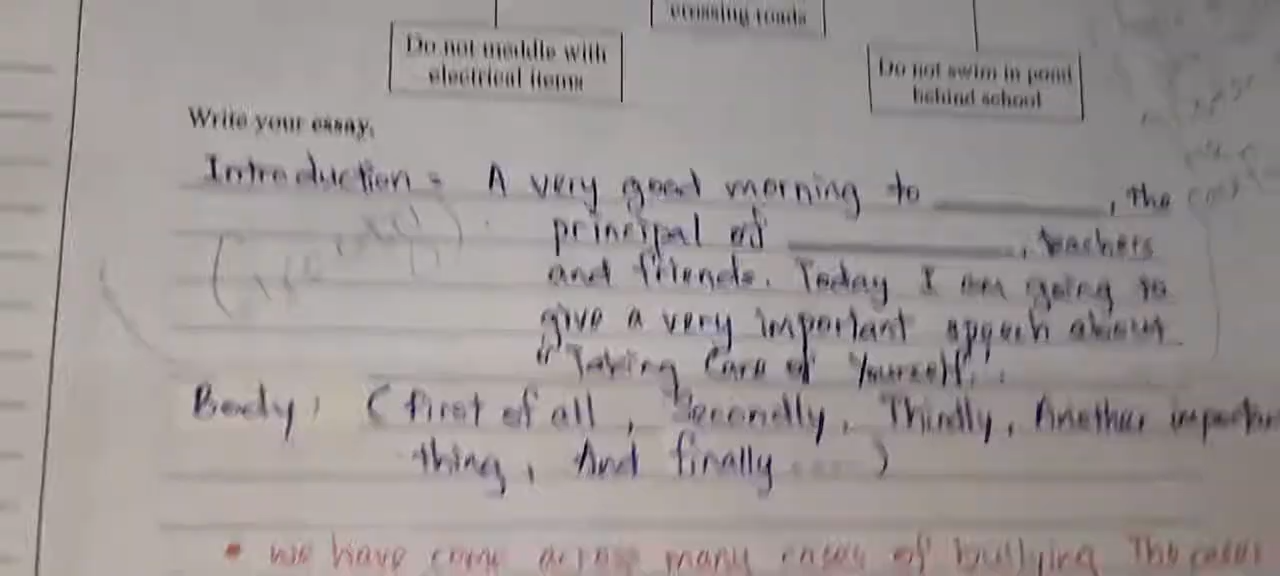 crossing roads
Do not meddle with
electrical items
Do not swim in pond
behind school
Write your essay.
Introduction = A very good morning to ________, the
principal of ________, teachers
and friends. Today I am going to
give a very important speech about
"Taking Care of Yourself".
Body: (first of all, Secondly, Thirdly, Another importan
thing, And finally ....)
• we have come across many cases of bullying. The